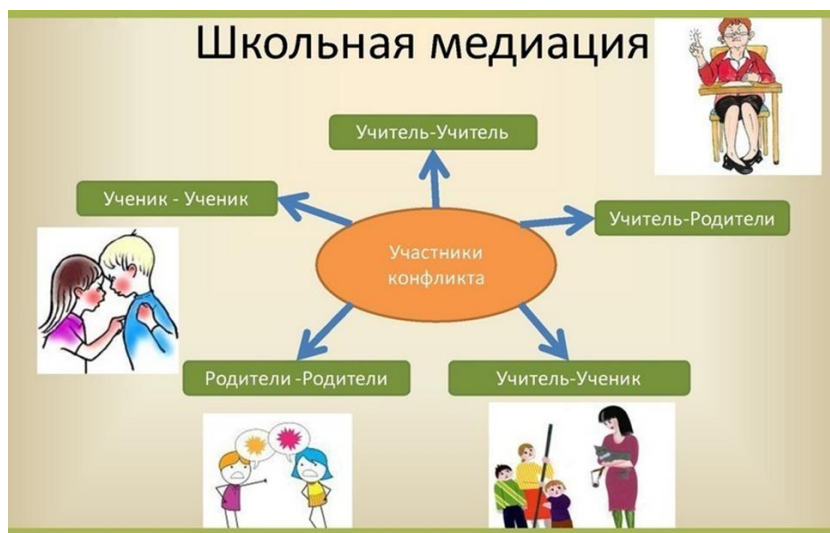 Школьная медиация
Учитель-Учитель
Ученик - Ученик
Учитель-Родители
Участники
конфликта
Родители -Родители
Учитель-Ученик